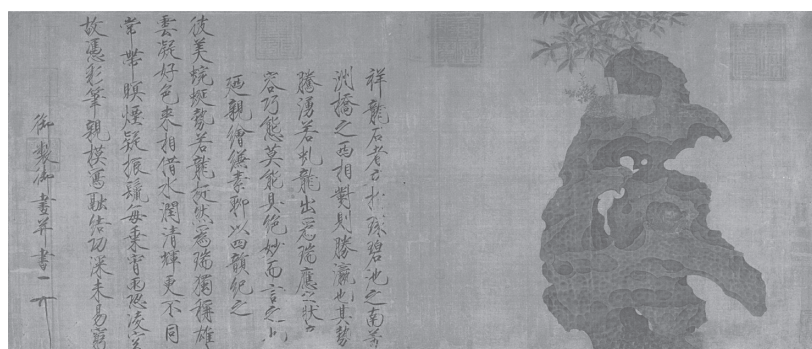 祥龍石者立於環碧池之南芳
洲橋之西相對則勝瀛也其勢
騰湧若虬龍出為瑞應之狀奇
容巧態莫能具絕妙而言之也
廼親繪縑素聊以四韻紀之
彼美蜿蜒勢若龍挺然為瑞獨稱雄
雲凝好色來相借水潤清輝更不同
常帶暝煙疑振鬣每乘宵雨恐凌空
故憑彩筆親模寫融結功深未易窮
御製御畫并書